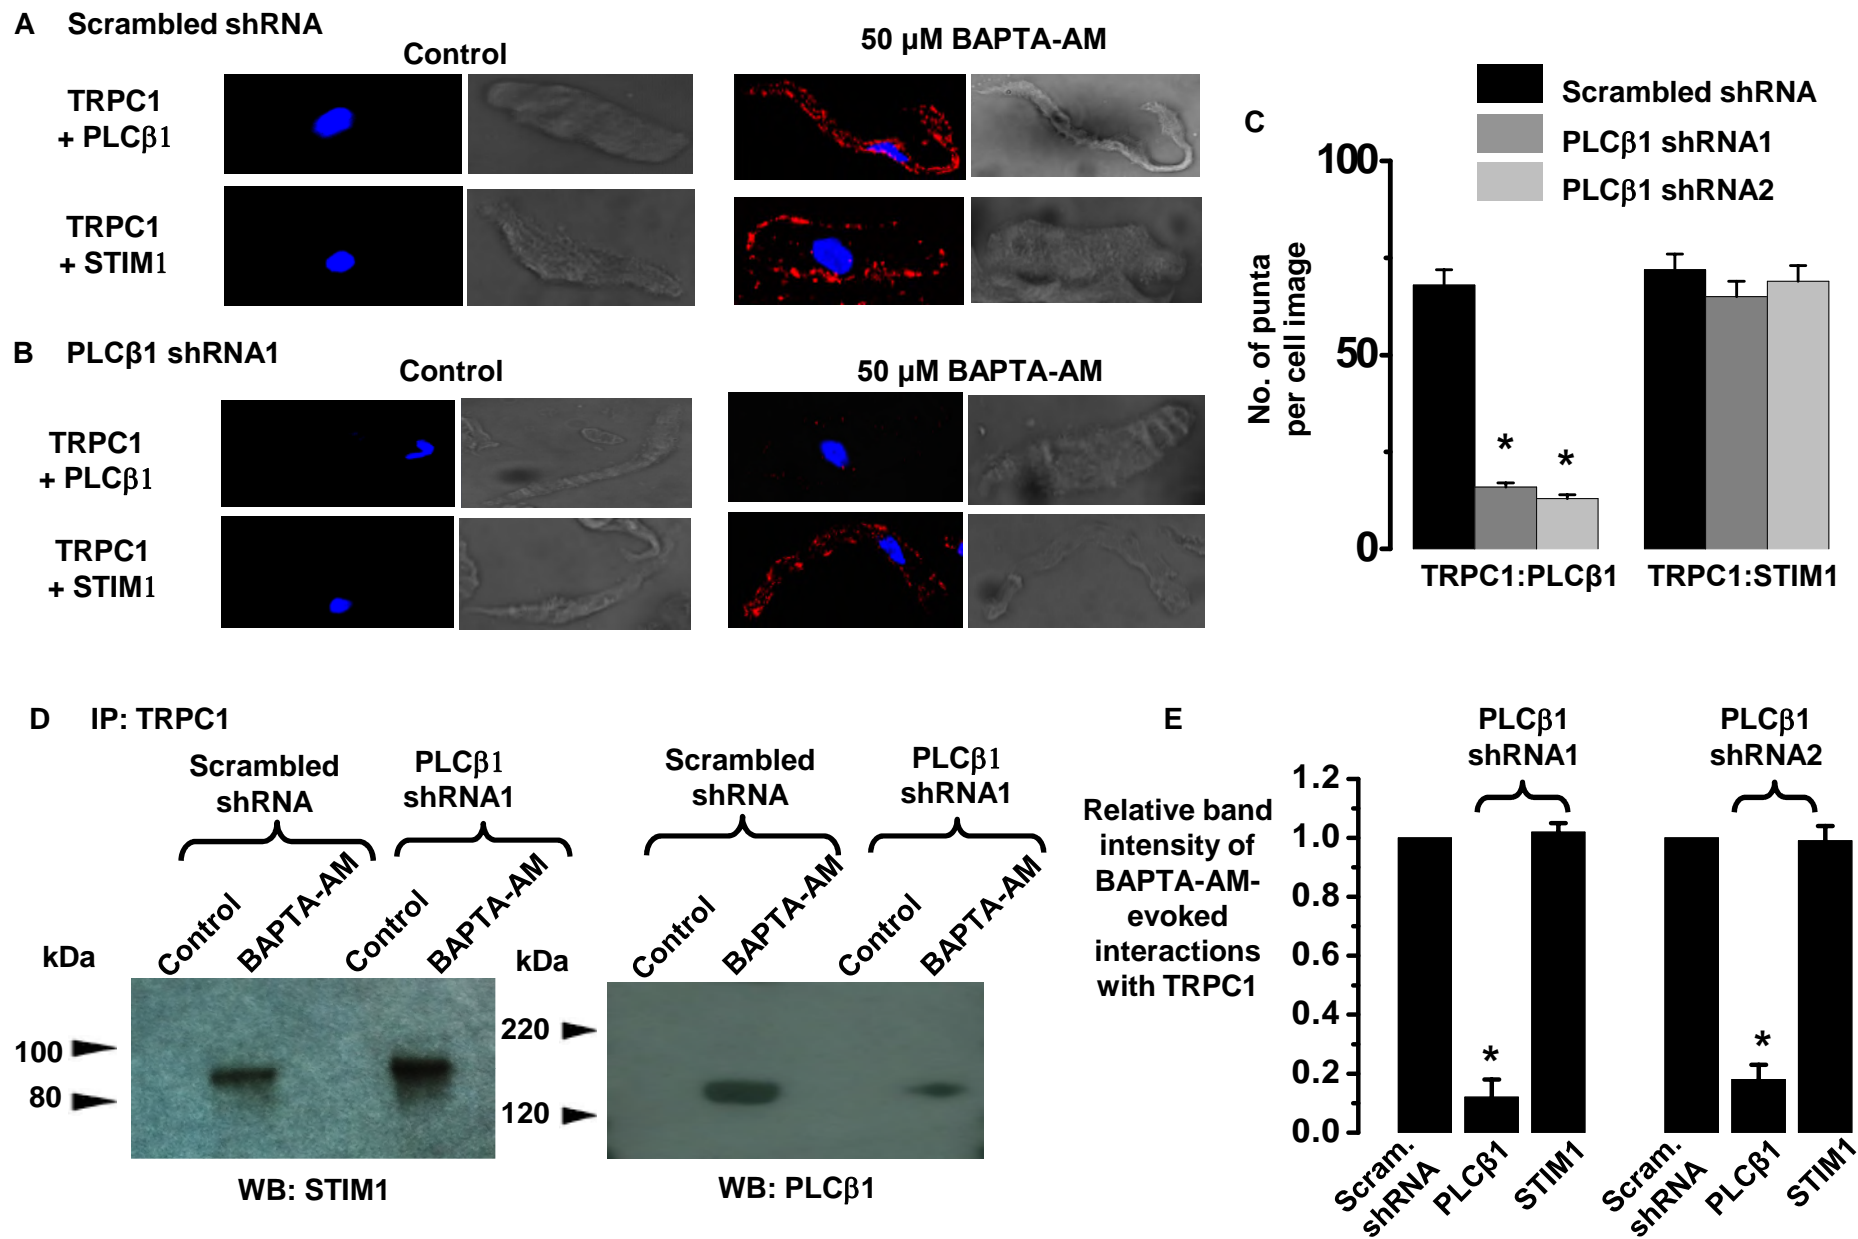 A Scrambled shRNA
Control
50 µM BAPTA-AM
TRPC1
+ PLCβ1
TRPC1
+ STIM1
B PLCβ1 shRNA1
Control
50 µM BAPTA-AM
TRPC1
+ PLCβ1
TRPC1
+ STIM1
C
Scrambled shRNA
PLCβ1 shRNA1
PLCβ1 shRNA2
No. of punta
per cell image
100
50
0
*
*
TRPC1:PLCβ1
TRPC1:STIM1
D IP: TRPC1
Scrambled
shRNA
PLCβ1
shRNA1
Control
BAPTA-AM
Control
BAPTA-AM
kDa
100
80
WB: STIM1
Scrambled
shRNA
PLCβ1
shRNA1
Control
BAPTA-AM
Control
BAPTA-AM
kDa
220
120
WB: PLCβ1
E
PLCβ1
shRNA1
PLCβ1
shRNA2
Relative band
intensity of
BAPTA-AM-
evoked
interactions
with TRPC1
1.2
1.0
0.8
0.6
0.4
0.2
0.0
*
*
Scram.
shRNA
PLCβ1
STIM1
Scram.
shRNA
PLCβ1
STIM1